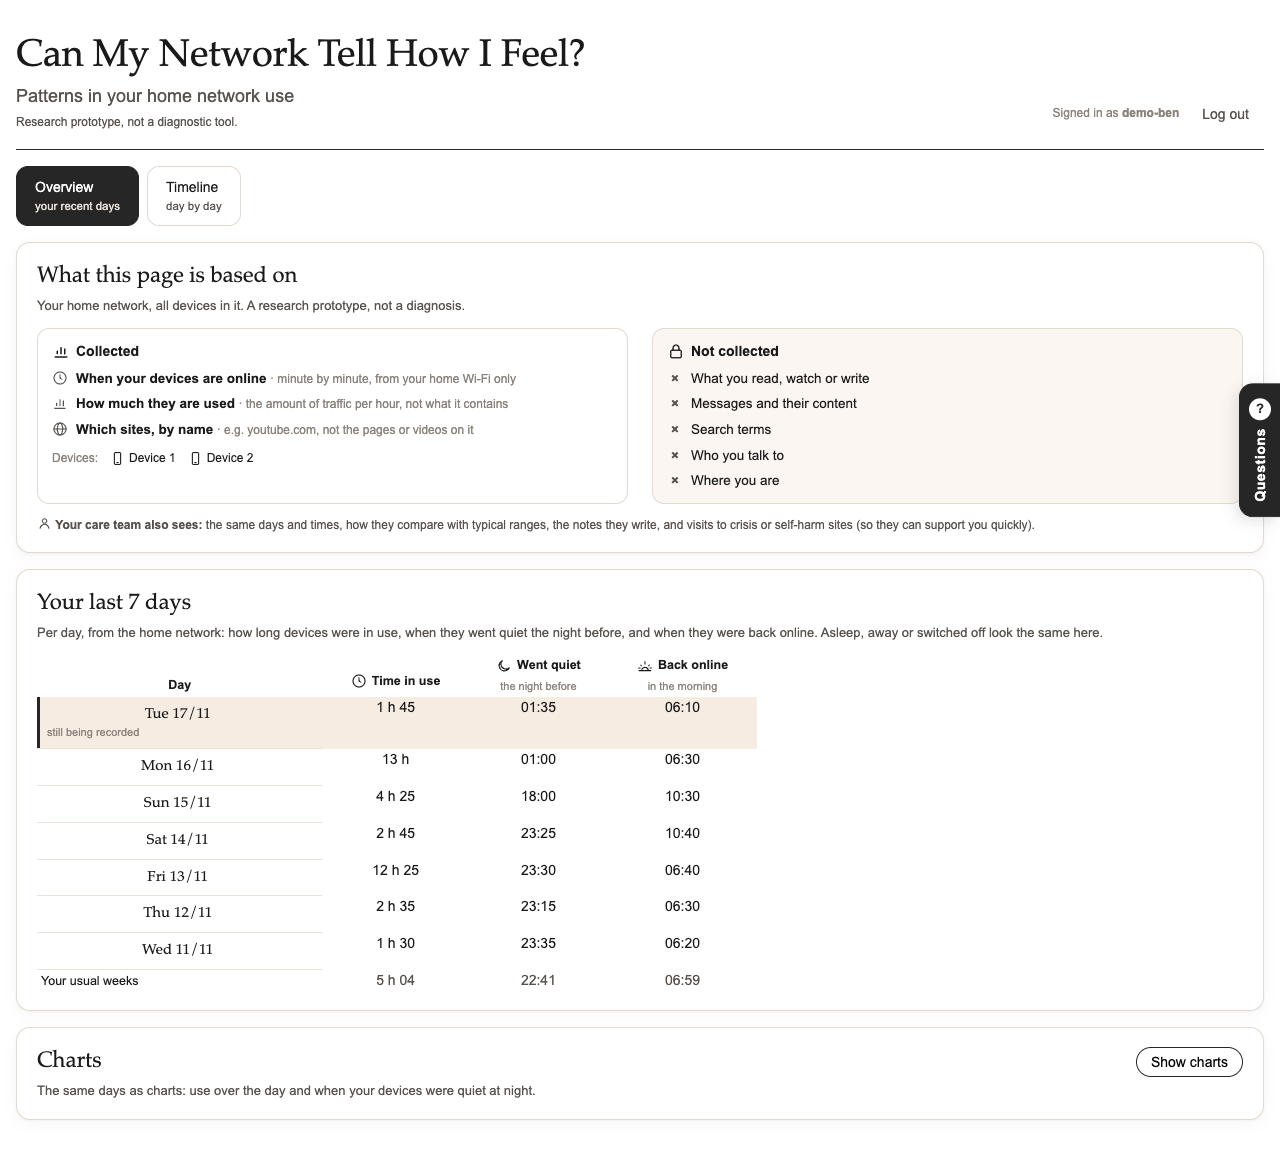 Can My Network Tell How I Feel?
Patterns in your home network use
Research prototype, not a diagnostic tool.
Signed in as demo-ben
Log out
Overview
your recent days
Timeline
day by day
What this page is based on
Your home network, all devices in it. A research prototype, not a diagnosis.
Collected
When your devices are online · minute by minute, from your home Wi-Fi only
How much they are used · the amount of traffic per hour, not what it contains
Which sites, by name · e.g. youtube.com, not the pages or videos on it
Devices: Device 1 Device 2
Not collected
What you read, watch or write
Messages and their content
Search terms
Who you talk to
Where you are
Your care team also sees: the same days and times, how they compare with typical ranges, the notes they write, and visits to crisis or self-harm sites (so they can support you quickly).
? Questions
Your last 7 days
Per day, from the home network: how long devices were in use, when they went quiet the night before, and when they were back online. Asleep, away or switched off look the same here.
Day Time in use Went quiet the night before Back online in the morning
Tue 17/11 1 h 45 01:35 06:10
still being recorded
Mon 16/11 13 h 01:00 06:30
Sun 15/11 4 h 25 18:00 10:30
Sat 14/11 2 h 45 23:25 10:40
Fri 13/11 12 h 25 23:30 06:40
Thu 12/11 2 h 35 23:15 06:30
Wed 11/11 1 h 30 23:35 06:20
Your usual weeks 5 h 04 22:41 06:59
Charts
Show charts
The same days as charts: use over the day and when your devices were quiet at night.